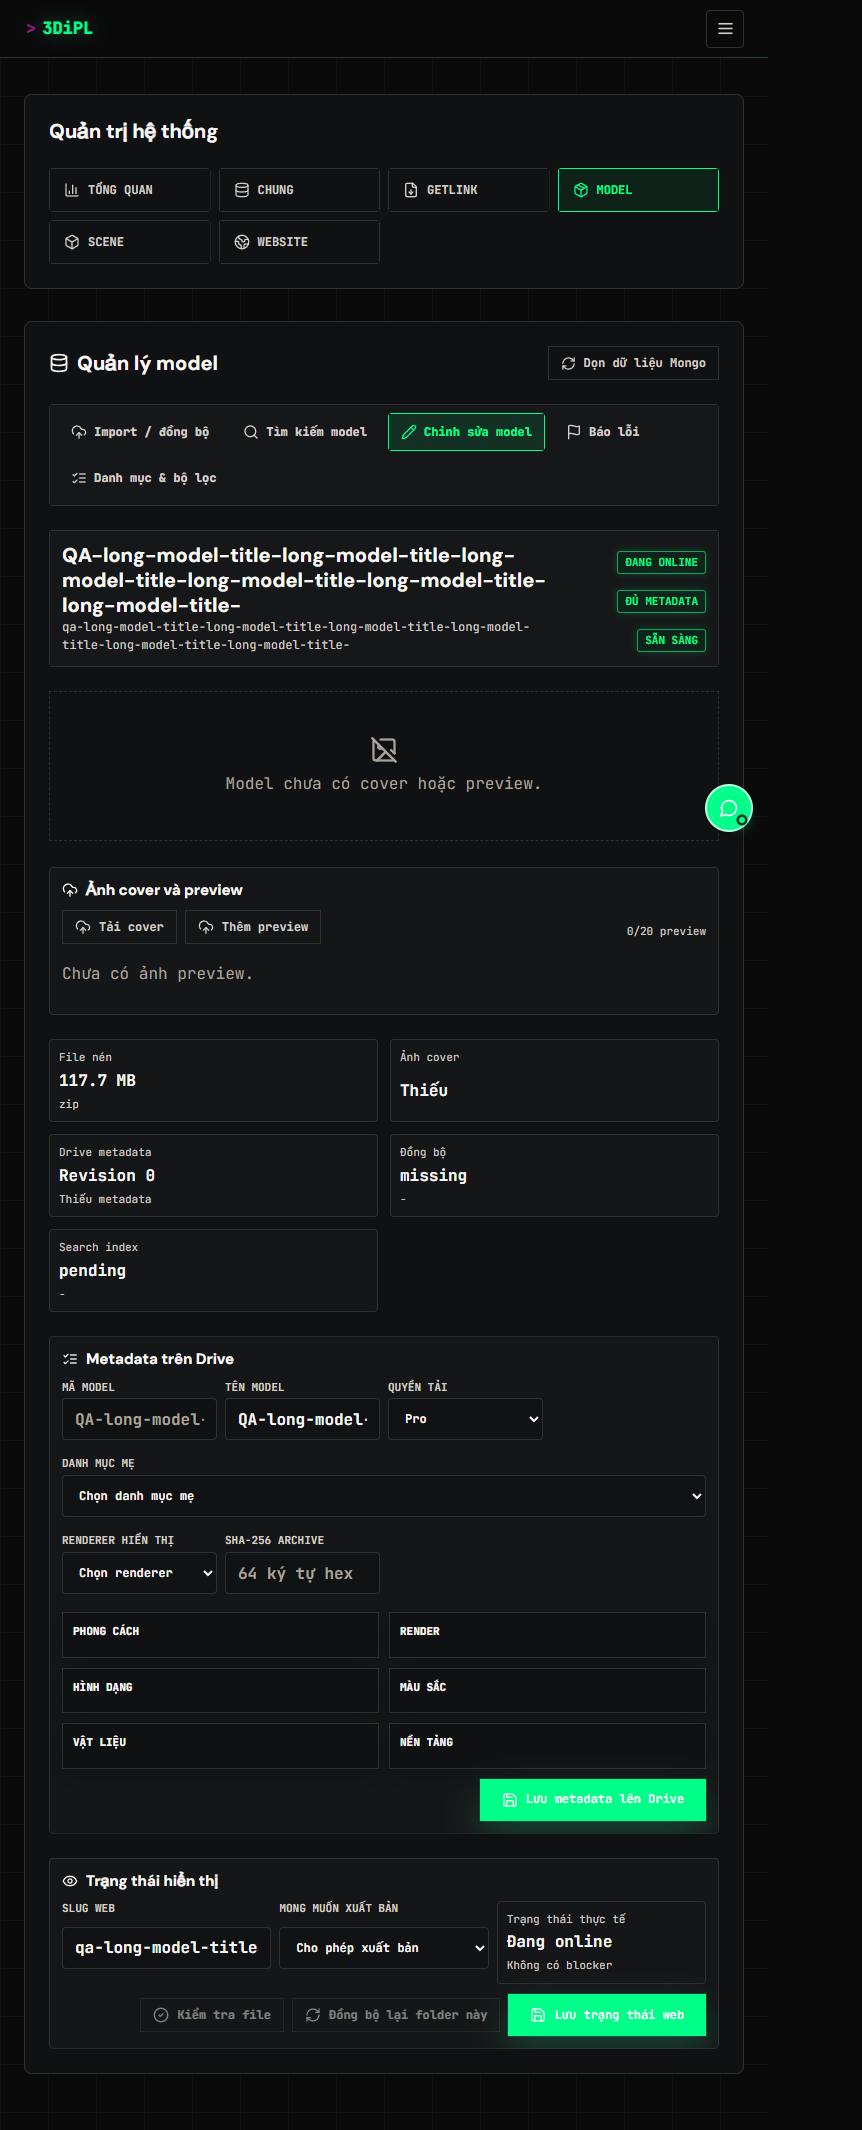 > 3DiPL
Quản trị hệ thống
TỔNG QUAN
CHUNG
GETLINK
MODEL
SCENE
WEBSITE
Quản lý model
Dọn dữ liệu Mongo
Import / đồng bộ
Tìm kiếm model
Chỉnh sửa model
Báo lỗi
Danh mục & bộ lọc
QA-long-model-title-long-model-title-long-
model-title-long-model-title-long-model-title-
long-model-title-
qa-long-model-title-long-model-title-long-model-title-long-model-
title-long-model-title-long-model-title-
ĐANG ONLINE
ĐỦ METADATA
SẴN SÀNG
Model chưa có cover hoặc preview.
Ảnh cover và preview
Tải cover
Thêm preview
0/20 preview
Chưa có ảnh preview.
File nén
117.7 MB
zip
Ảnh cover
Thiếu
Drive metadata
Revision 0
Thiếu metadata
Đồng bộ
missing
-
Search index
pending
-
Metadata trên Drive
MÃ MODEL
TÊN MODEL
QUYỀN TẢI
QA-long-model-
QA-long-model-
Pro
DANH MỤC MẸ
Chọn danh mục mẹ
RENDERER HIỂN THỊ
SHA-256 ARCHIVE
Chọn renderer
64 ký tự hex
PHONG CÁCH
RENDER
HÌNH DẠNG
MÀU SẮC
VẬT LIỆU
NỀN TẢNG
Lưu metadata lên Drive
Trạng thái hiển thị
SLUG WEB
MONG MUỐN XUẤT BẢN
qa-long-model-title
Cho phép xuất bản
Trạng thái thực tế
Đang online
Không có blocker
Kiểm tra file
Đồng bộ lại folder này
Lưu trạng thái web